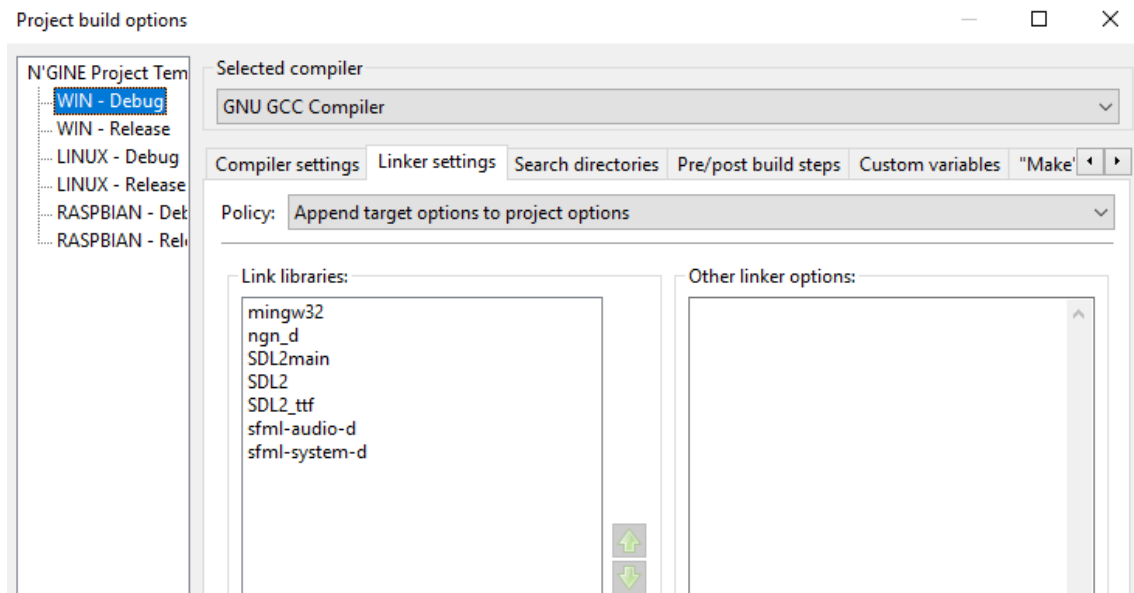 Project build options
N'GINE Project Tem
WIN - Debug
WIN - Release
LINUX - Debug
LINUX - Release
RASPBIAN - Deb
RASPBIAN - Rele
Selected compiler
GNU GCC Compiler
Compiler settings Linker settings Search directories Pre/post build steps Custom variables "Make"
Policy: Append target options to project options
Link libraries:
mingw32
ngn_d
SDL2main
SDL2
SDL2_ttf
sfml-audio-d
sfml-system-d
Other linker options: